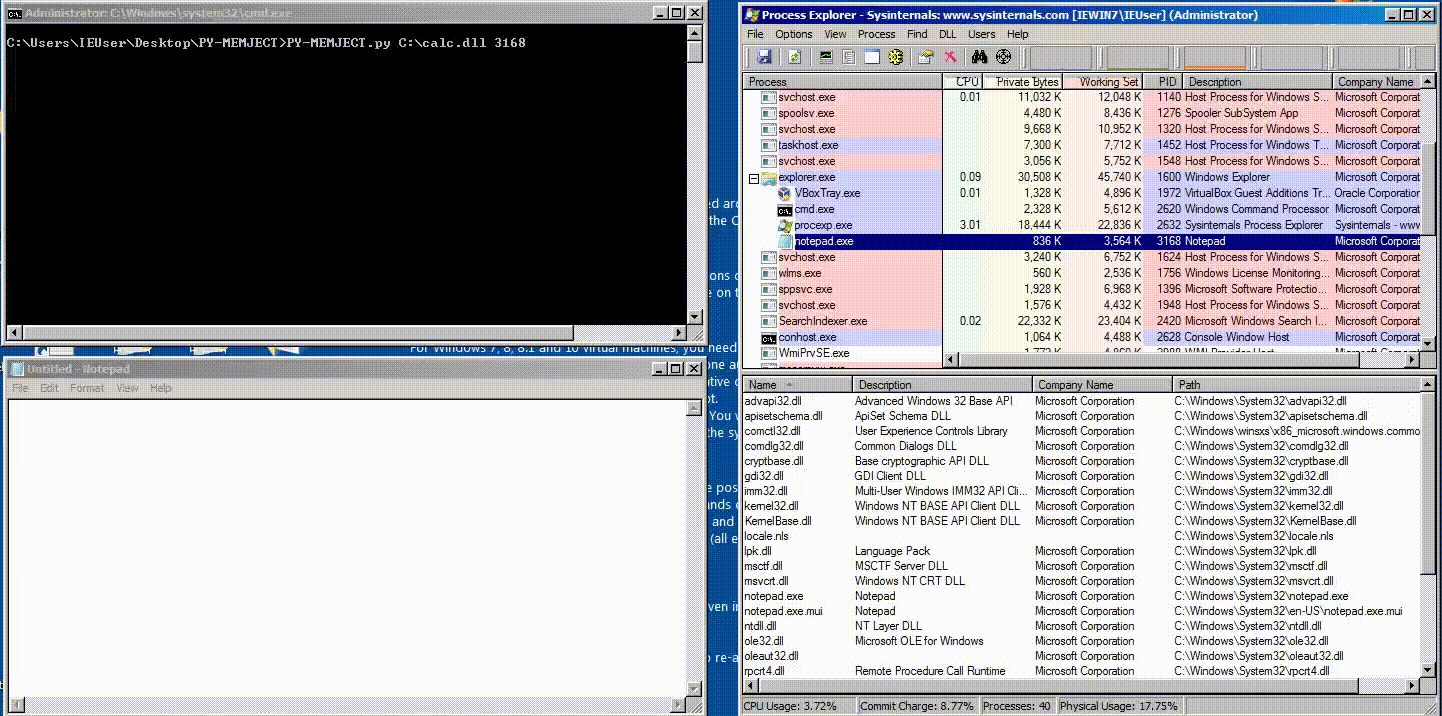 Administrator: C:\Windows\system32\cmd.exe
C:\Users\IEUser\Desktop\PY-MEMJECT>PY-MEMJECT.py C:\calc.dll 3168
For Windows 7, 8, 8.1 and 10 virtual machines, you need
Untitled - Notepad
File Edit Format View Help
Process Explorer - Sysinternals: www.sysinternals.com [IEWIN7\IEUser] (Administrator)
File Options View Process Find DLL Users Help
Process CPU Private Bytes Working Set PID Description Company Name
svchost.exe 0.01 11,032 K 12,048 K 1140 Host Process for Windows S... Microsoft Corporat
spoolsv.exe 4,480 K 8,436 K 1276 Spooler SubSystem App Microsoft Corporat
svchost.exe 9,668 K 10,952 K 1320 Host Process for Windows S... Microsoft Corporat
taskhost.exe 7,300 K 7,712 K 1452 Host Process for Windows T... Microsoft Corporat
svchost.exe 3,056 K 5,752 K 1548 Host Process for Windows S... Microsoft Corporat
explorer.exe 0.09 30,508 K 45,740 K 1600 Windows Explorer Microsoft Corporat
VBoxTray.exe 0.01 1,328 K 4,896 K 1972 VirtualBox Guest Additions Tr... Oracle Corporation
cmd.exe 2,328 K 5,612 K 2620 Windows Command Processor Microsoft Corporat
procexp.exe 3.01 18,444 K 22,836 K 2632 Sysinternals Process Explorer Sysinternals - www
notepad.exe 836 K 3,564 K 3168 Notepad Microsoft Corporat
svchost.exe 3,240 K 6,752 K 1624 Host Process for Windows S... Microsoft Corporat
wlms.exe 560 K 2,536 K 1756 Windows License Monitoring... Microsoft Corporat
sppsvc.exe 1,928 K 6,968 K 1396 Microsoft Software Protectio... Microsoft Corporat
svchost.exe 1,576 K 4,432 K 1948 Host Process for Windows S... Microsoft Corporat
SearchIndexer.exe 0.02 22,332 K 23,404 K 2420 Microsoft Windows Search I... Microsoft Corporat
conhost.exe 1,064 K 4,488 K 2628 Console Window Host Microsoft Corporat
WmiPrvSE.exe
Name Description Company Name Path
advapi32.dll Advanced Windows 32 Base API Microsoft Corporation C:\Windows\System32\advapi32.dll
apisetschema.dll ApiSet Schema DLL Microsoft Corporation C:\Windows\System32\apisetschema.dll
comctl32.dll User Experience Controls Library Microsoft Corporation C:\Windows\winsxs\x86_microsoft.windows.commo
comdlg32.dll Common Dialogs DLL Microsoft Corporation C:\Windows\System32\comdlg32.dll
cryptbase.dll Base cryptographic API DLL Microsoft Corporation C:\Windows\System32\cryptbase.dll
gdi32.dll GDI Client DLL Microsoft Corporation C:\Windows\System32\gdi32.dll
imm32.dll Multi-User Windows IMM32 API Cli... Microsoft Corporation C:\Windows\System32\imm32.dll
kernel32.dll Windows NT BASE API Client DLL Microsoft Corporation C:\Windows\System32\kernel32.dll
KernelBase.dll Windows NT BASE API Client DLL Microsoft Corporation C:\Windows\System32\KernelBase.dll
locale.nls C:\Windows\System32\locale.nls
lpk.dll Language Pack Microsoft Corporation C:\Windows\System32\lpk.dll
msctf.dll MSCTF Server DLL Microsoft Corporation C:\Windows\System32\msctf.dll
msvcrt.dll Windows NT CRT DLL Microsoft Corporation C:\Windows\System32\msvcrt.dll
notepad.exe Notepad Microsoft Corporation C:\Windows\System32\notepad.exe
notepad.exe.mui Notepad Microsoft Corporation C:\Windows\System32\en-US\notepad.exe.mui
ntdll.dll NT Layer DLL Microsoft Corporation C:\Windows\System32\ntdll.dll
ole32.dll Microsoft OLE for Windows Microsoft Corporation C:\Windows\System32\ole32.dll
oleaut32.dll Microsoft Corporation C:\Windows\System32\oleaut32.dll
rpcrt4.dll Remote Procedure Call Runtime Microsoft Corporation C:\Windows\System32\rpcrt4.dll
CPU Usage: 3.72% Commit Charge: 8.77% Processes: 40 Physical Usage: 17.75%